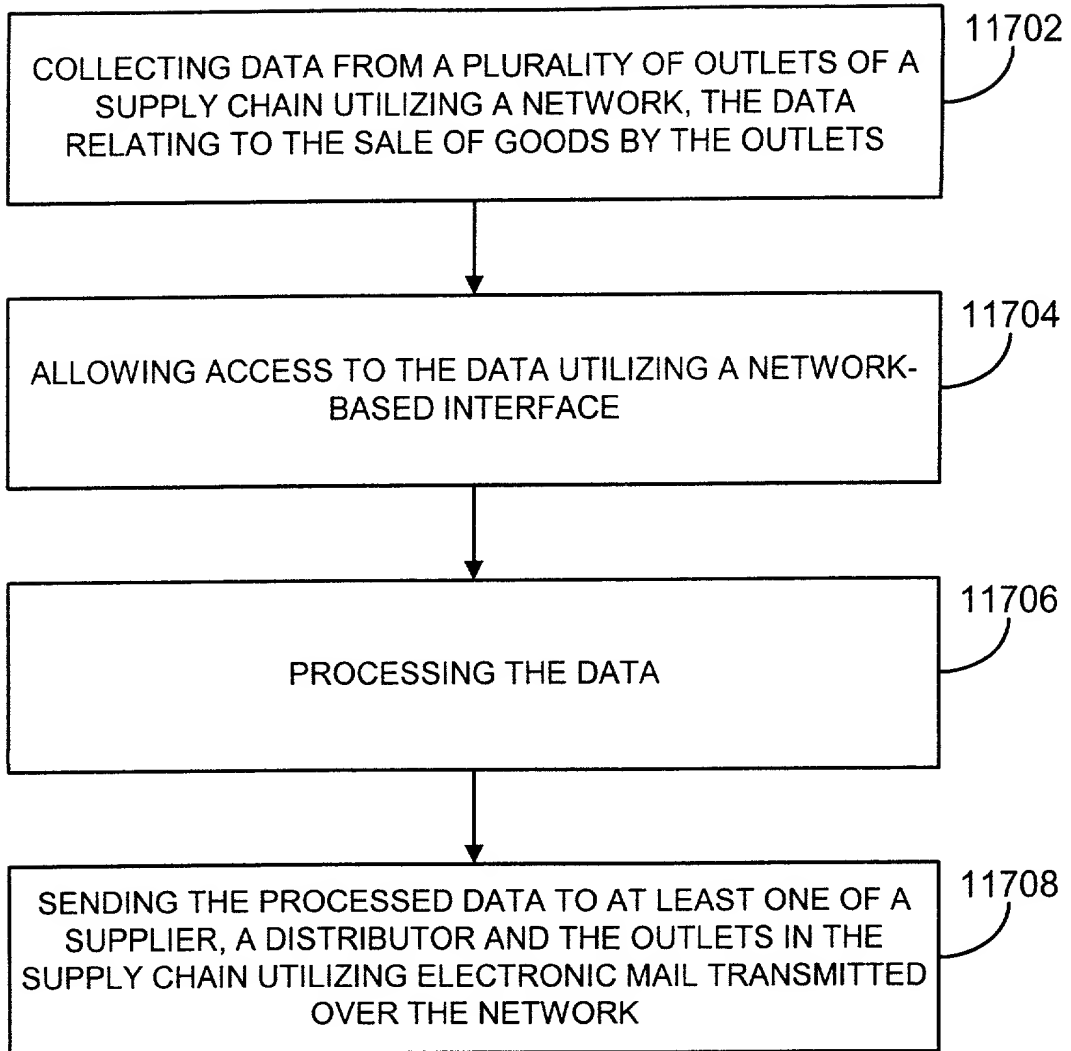 11702
COLLECTING DATA FROM A PLURALITY OF OUTLETS OF A
SUPPLY CHAIN UTILIZING A NETWORK, THE DATA
RELATING TO THE SALE OF GOODS BY THE OUTLETS
11704
ALLOWING ACCESS TO THE DATA UTILIZING A NETWORK-
BASED INTERFACE
11706
PROCESSING THE DATA
11708
SENDING THE PROCESSED DATA TO AT LEAST ONE OF A
SUPPLIER, A DISTRIBUTOR AND THE OUTLETS IN THE
SUPPLY CHAIN UTILIZING ELECTRONIC MAIL TRANSMITTED
OVER THE NETWORK